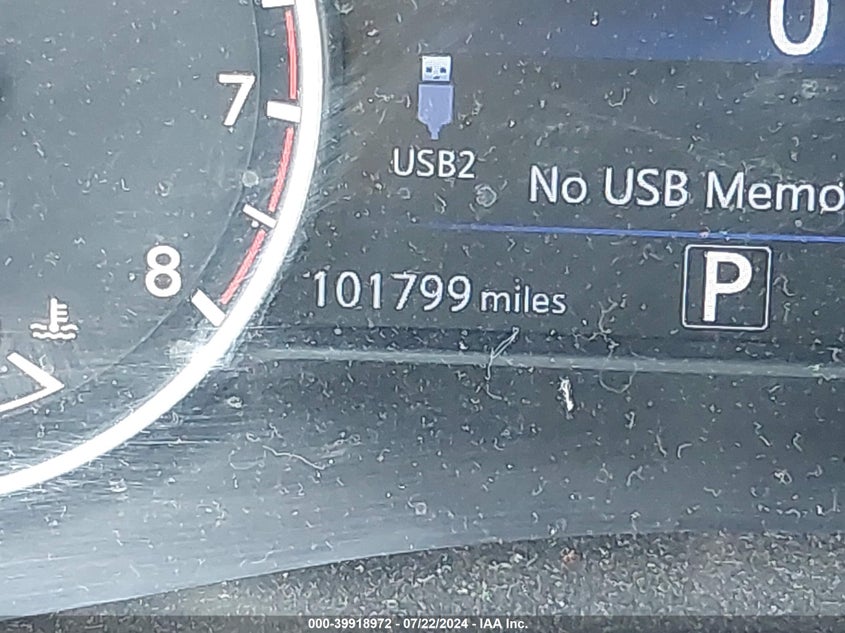 0
7
USB2
No USB Memo
8
101799 miles
P
000-39918972 - 07/22/2024 - IAA Inc.